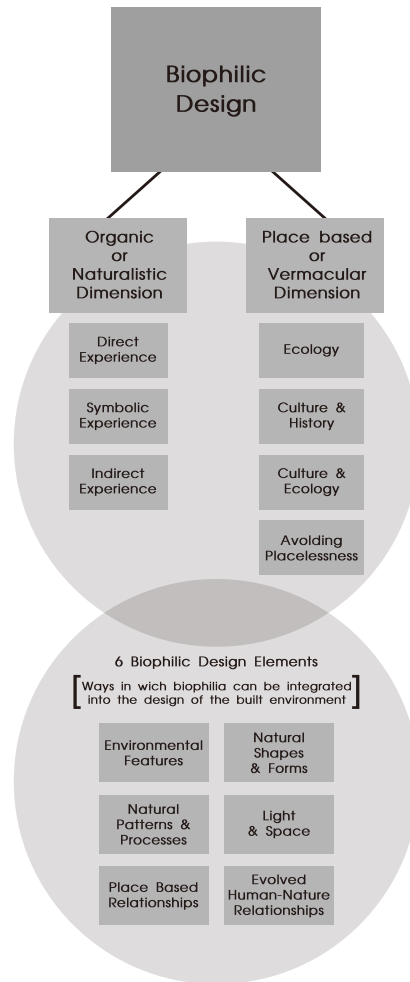 Biophilic
Design
Organic
or
Naturalistic
Dimension
Place based
or
Vermacular
Dimension
Direct
Experience
Symbolic
Experience
Indirect
Experience
Ecology
Culture &
History
Culture &
Ecology
Avolding
Placelessness
6 Biophilic Design Elements
[Ways in wich biophilia can be integrated
into the design of the built environment]
Environmental
Features
Natural
Shapes
& Forms
Natural
Patterns &
Processes
Light
& Space
Place Based
Relationships
Evolved
Human-Nature
Relationships